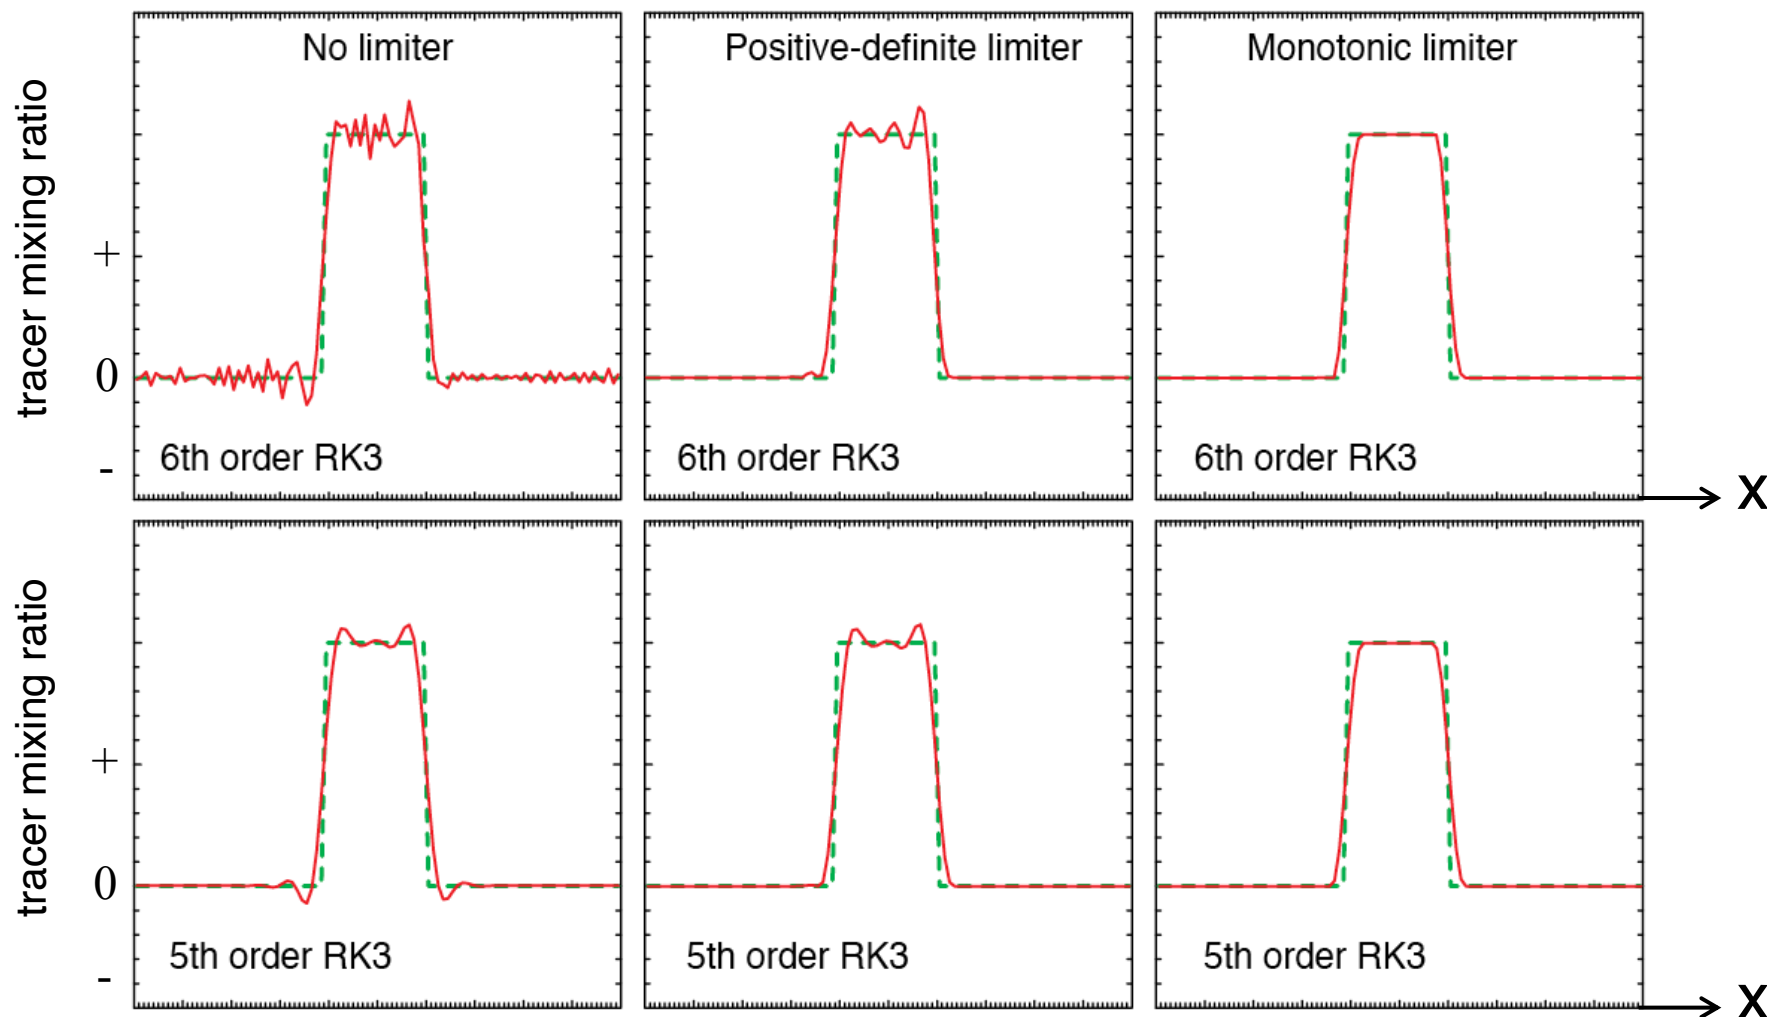 No limiter
Positive-definite limiter
Monotonic limiter
tracer mixing ratio
+
0
-
6th order RK3
6th order RK3
6th order RK3
x
tracer mixing ratio
+
0
-
5th order RK3
5th order RK3
5th order RK3
x